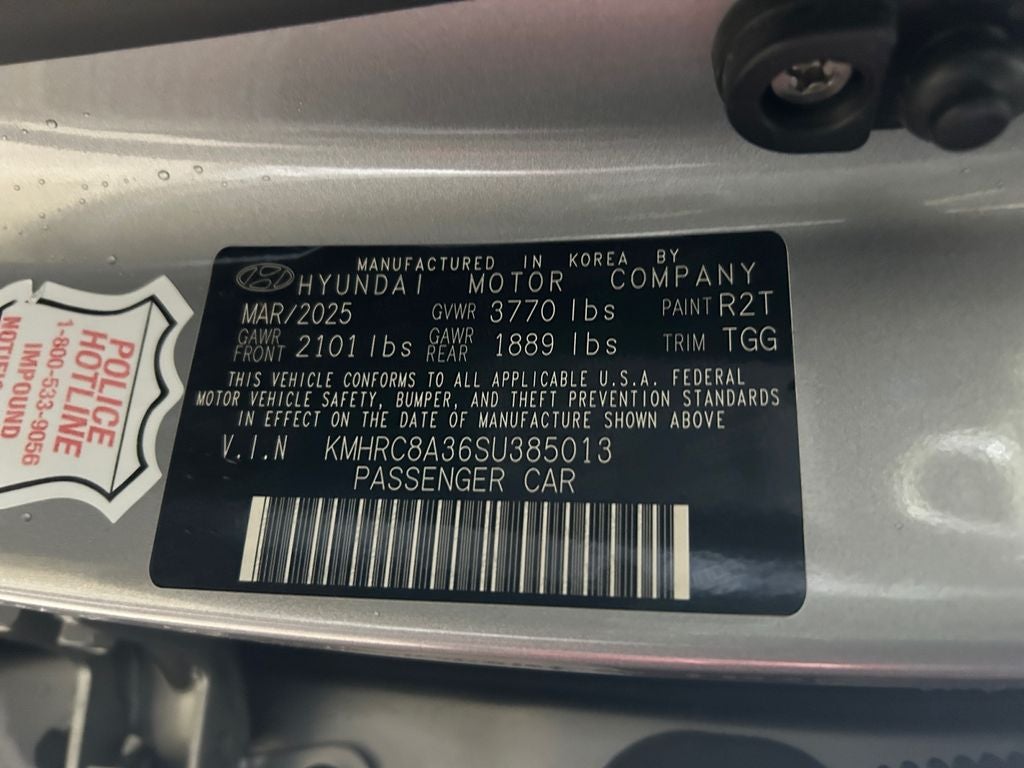 MANUFACTURED IN KOREA BY
HYUNDAI MOTOR COMPANY
MAR/2025 GVWR 3770 lbs PAINT R2T
GAWR FRONT 2101 lbs GAWR REAR 1889 lbs TRIM TGG
THIS VEHICLE CONFORMS TO ALL APPLICABLE U.S.A. FEDERAL
MOTOR VEHICLE SAFETY, BUMPER, AND THEFT PREVENTION STANDARDS
IN EFFECT ON THE DATE OF MANUFACTURE SHOWN ABOVE
V.I.N KMHRC8A36SU385013
PASSENGER CAR
POLICE
HOTLINE
1-800-533-9056
IMPOUND